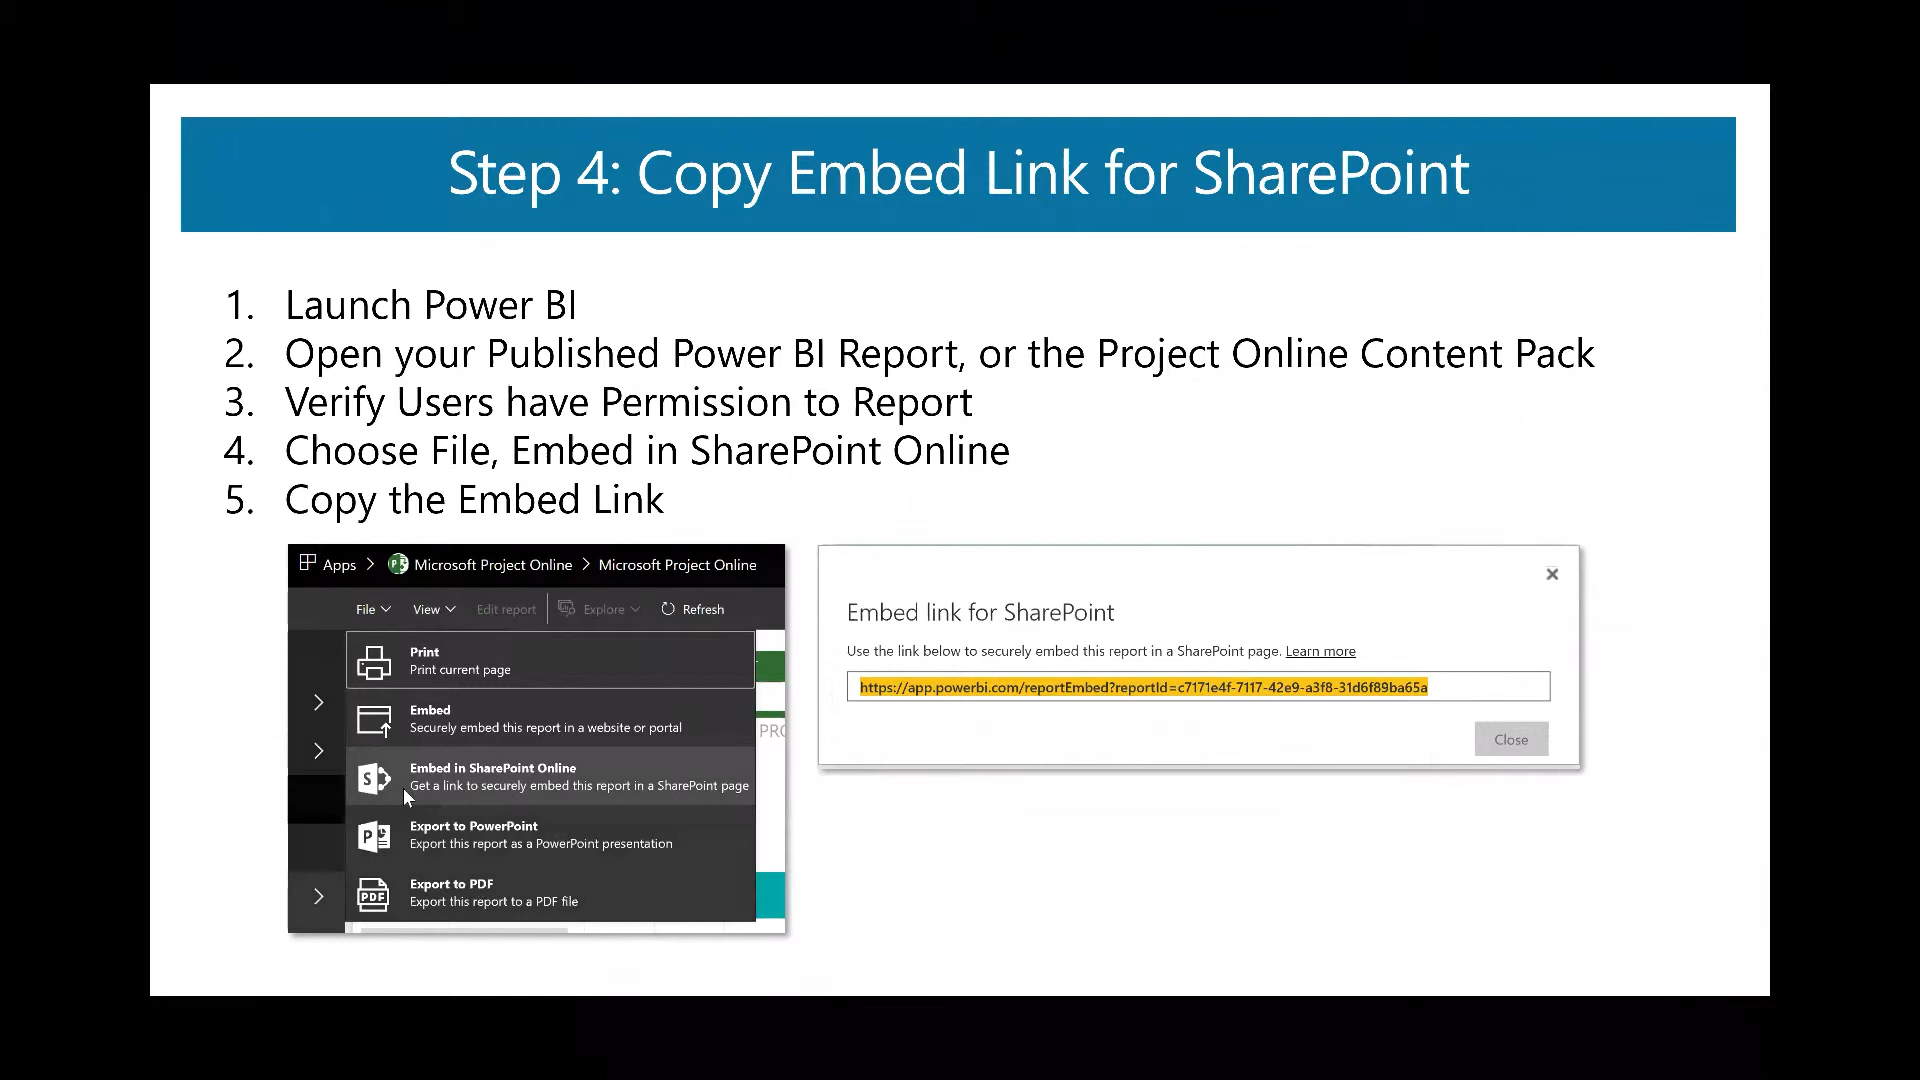 Step 4: Copy Embed Link for SharePoint
1. Launch Power BI
2. Open your Published Power BI Report, or the Project Online Content Pack
3. Verify Users have Permission to Report
4. Choose File, Embed in SharePoint Online
5. Copy the Embed Link
Apps > Microsoft Project Online > Microsoft Project Online
File View Edit report Explore Refresh
Print
Print current page
Embed
Securely embed this report in a website or portal
PRO
Embed in SharePoint Online
Get a link to securely embed this report in a SharePoint page
Export to PowerPoint
Export this report as a PowerPoint presentation
PDF
Export to PDF
Export this report to a PDF file
Embed link for SharePoint
Use the link below to securely embed this report in a SharePoint page. Learn more
https://app.powerbi.com/reportEmbed?reportId=c7171e4f-7117-42e9-a3f8-31d6f89ba65a
Close